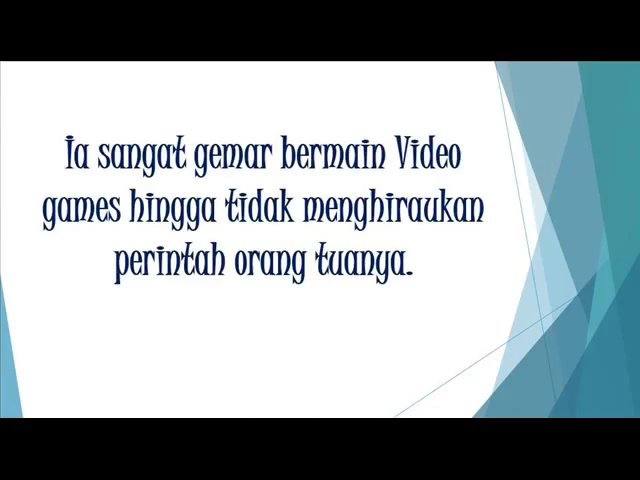 Ia sangat gemar bermain Video
games hingga tidak menghiraukan
perintah orang tuanya.